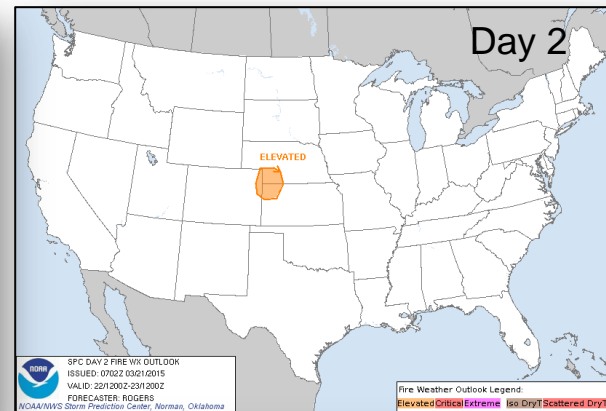 Day 2
ELEVATED
NOAA
SPC DAY 2 FIRE WX OUTLOOK
ISSUED: 0702Z 03/21/2015
VALID: 22/1200Z-23/1200Z
FORECASTER: ROGERS
NOAA/NWS Storm Prediction Center, Norman, Oklahoma
Fire Weather Outlook Legend:
Elevated Critical Extreme Iso DryT Scattered DryT